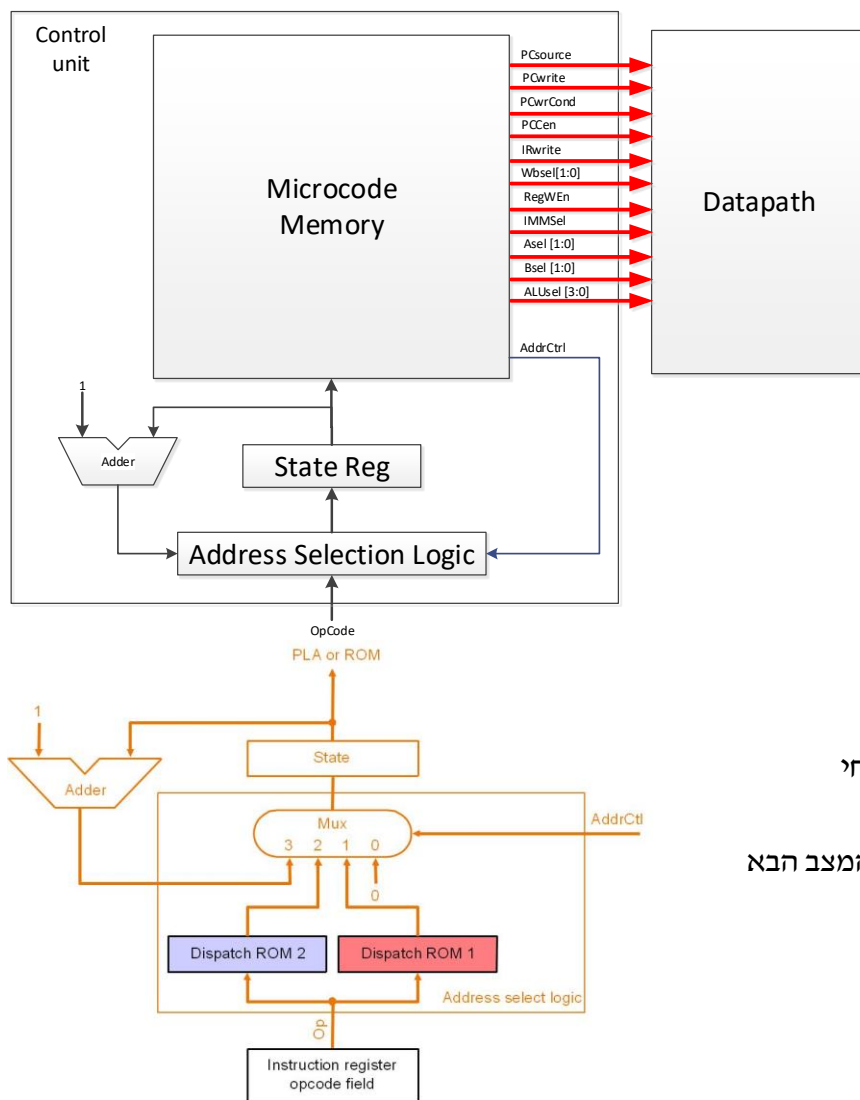 Control
unit
Microcode
Memory
Datapath
PCsource
PCwrite
PCwrCond
PCCen
IRwrite
Wbsel[1:0]
RegWEn
IMMSel
Asel [1:0]
Bsel [1:0]
ALUsel [3:0]
AddrCtrl
1
Adder
State Reg
Address Selection Logic
OpCode
PLA or ROM
1
Adder
State
Mux
3 2 1 0
AddrCtl
0
Dispatch ROM 2
Dispatch ROM 1
Address select logic
Op
Instruction register
opcode field
המצב הבא